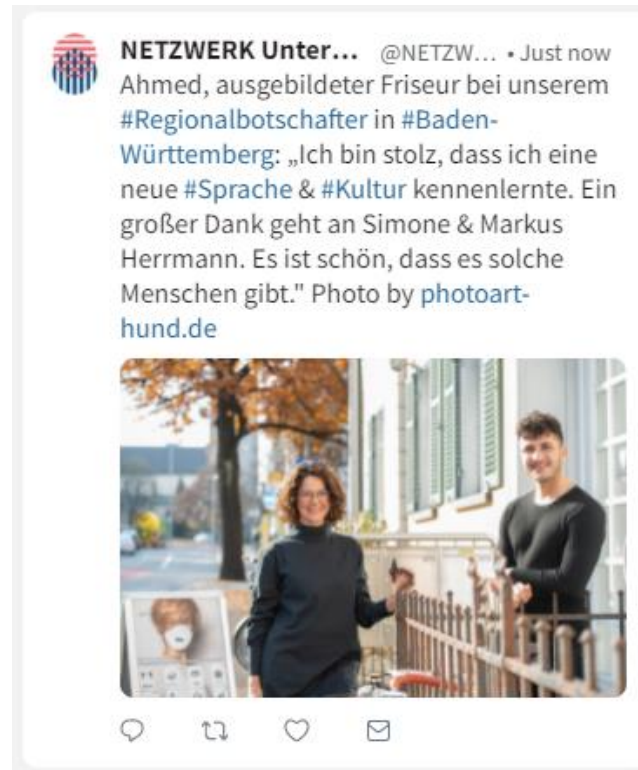 NETZWERK Unter... @NETZW... • Just now
Ahmed, ausgebildeter Friseur bei unserem
#Regionalbotschafter in #Baden-
Württemberg: „Ich bin stolz, dass ich eine
neue #Sprache & #Kultur kennenlernte. Ein
großer Dank geht an Simone & Markus
Herrmann. Es ist schön, dass es solche
Menschen gibt." Photo by photoart-
hund.de